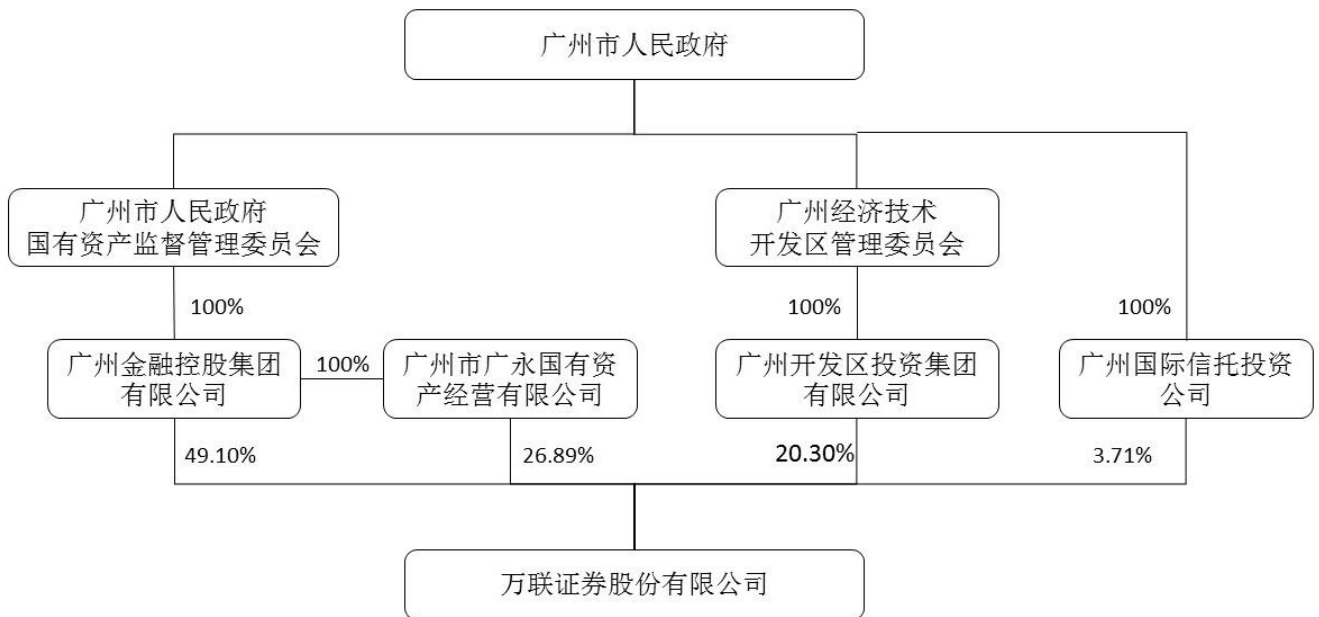 广州市人民政府
广州市人民政府
国有资产监督管理委员会
广州经济技术
开发区管理委员会
100%
100%
100%
广州金融控股集团
有限公司
100%
广州市广永国有资
产经营有限公司
广州开发区投资集团
有限公司
广州国际信托投资
公司
49.10%
26.89%
20.30%
3.71%
万联证券股份有限公司